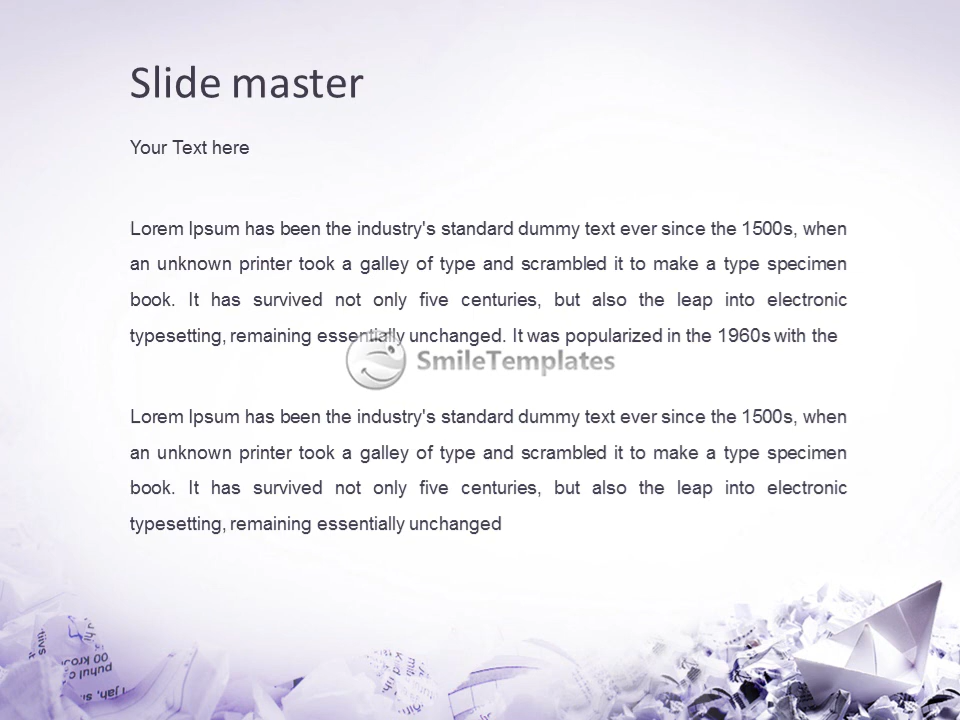 Slide master
Your Text here
Lorem Ipsum has been the industry's standard dummy text ever since the 1500s, when
an unknown printer took a galley of type and scrambled it to make a type specimen
book. It has survived not only five centuries, but also the leap into electronic
typesetting, remaining essentially unchanged. It was popularized in the 1960s with the
SmileTemplates
Lorem Ipsum has been the industry's standard dummy text ever since the 1500s, when
an unknown printer took a galley of type and scrambled it to make a type specimen
book. It has survived not only five centuries, but also the leap into electronic
typesetting, remaining essentially unchanged